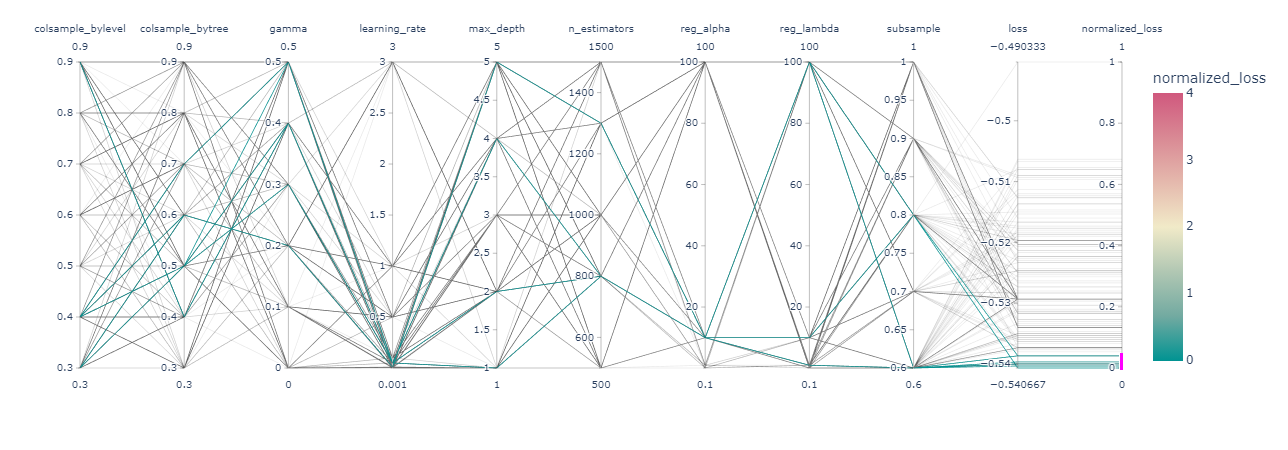 colsample_bylevel colsample_bytree gamma learning_rate max_depth n_estimators reg_alpha reg_lambda subsample loss normalized_loss
0.9 0.9 0.5 3 5 1500 100 100 1 −0.490333 1
normalized_loss
0.9 0.9 0.5 3 5 100 100 1 1
4
1400
4.5 0.95
0.8 0.8 0.4 2.5 80 80 −0.5 0.8
4 0.9
1200
3
0.7 0.7 0.3 2 3.5 60 60 0.85 −0.51 0.6
0.6 0.6 1.5 3 1000 0.8
2
0.2 40 40 −0.52 0.4
0.5 0.5 1 2.5 800 0.75
1
0.4 0.4 0.1 0.5 2 20 20 0.7 −0.53 0.2
600
1.5 0.65
0.3 0.3 0 1 0.6 −0.54 0
0
0.3 0.3 0 0.001 1 500 0.1 0.1 0.6 −0.540667 0